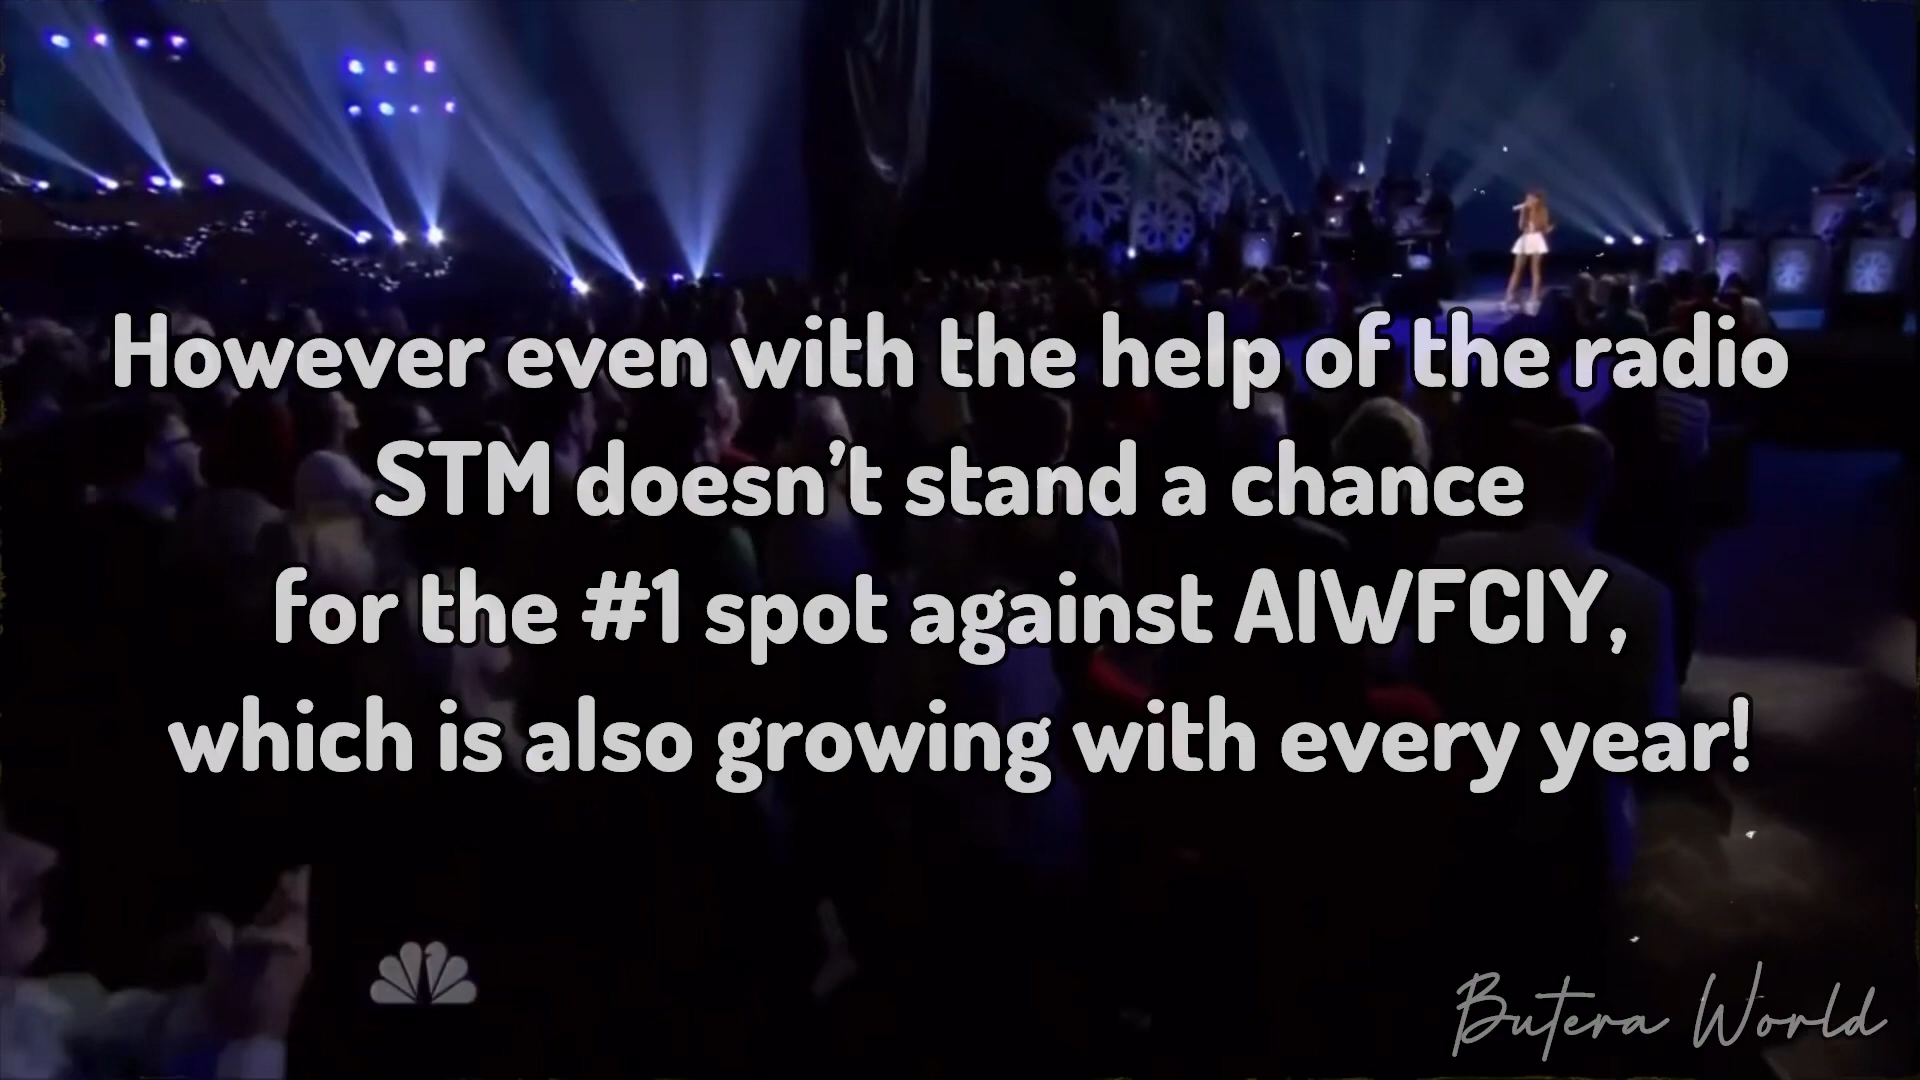 However even with the help of the radio
STM doesn't stand a chance
for the #1 spot against AIWFCIY,
which is also growing with every year!
Butera World